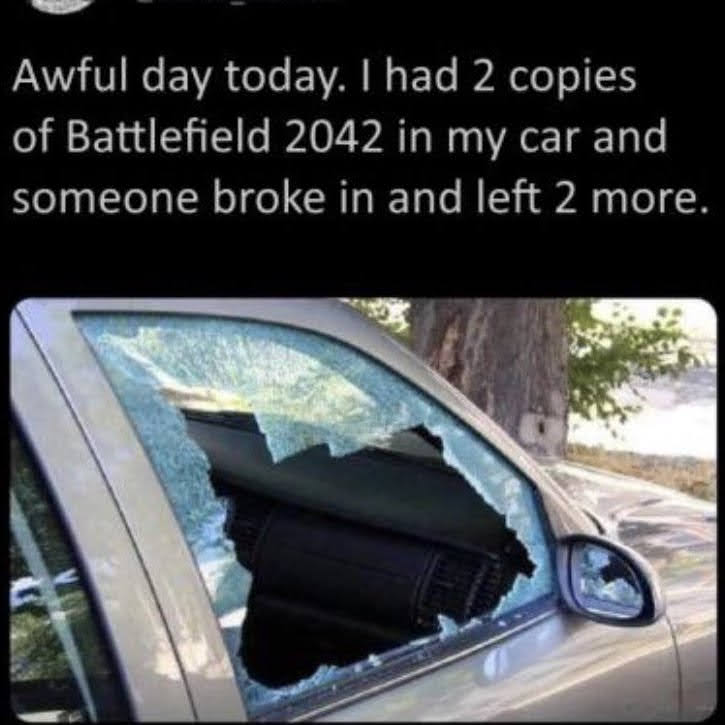 Awful day today. I had 2 copies
of Battlefield 2042 in my car and
someone broke in and left 2 more.